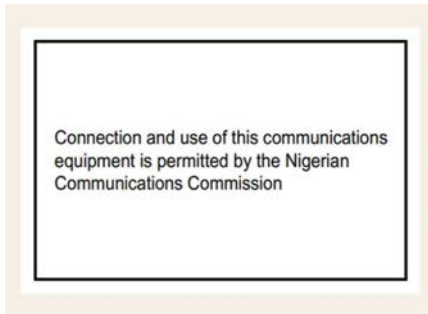 Connection and use of this communications
equipment is permitted by the Nigerian
Communications Commission